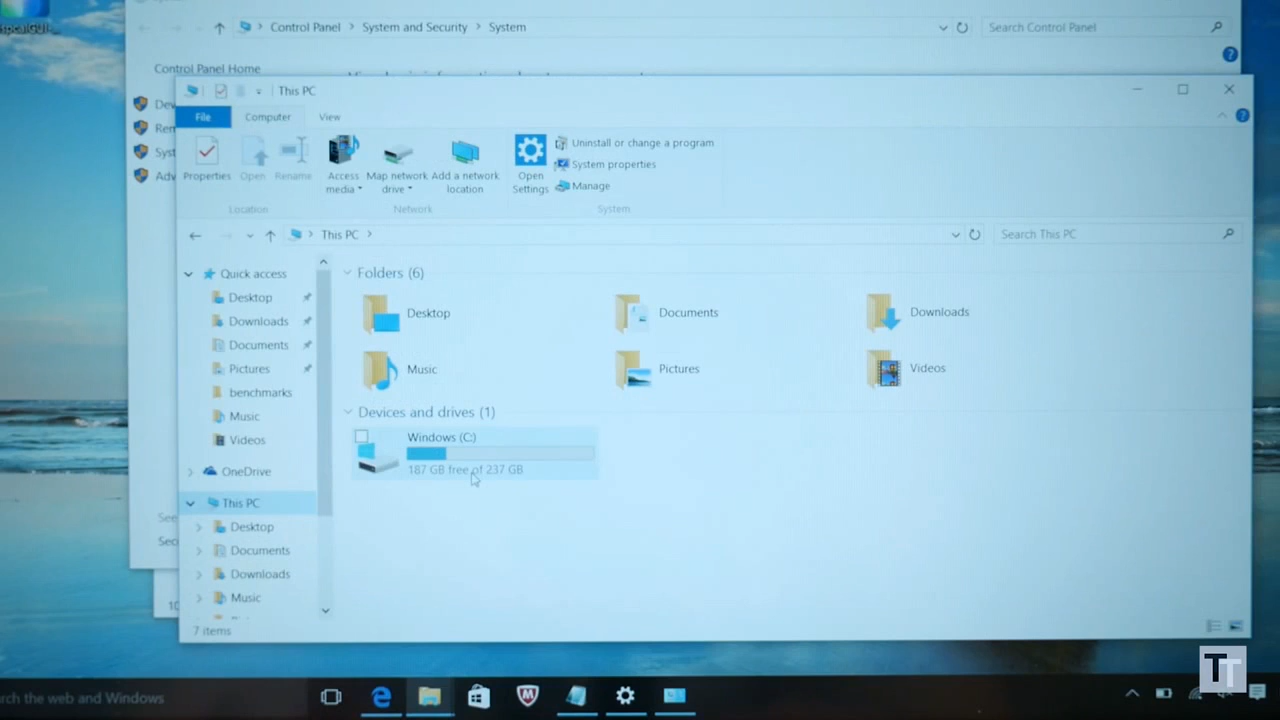 Control Panel > System and Security > System
Search Control Panel
Control Panel Home
This PC
File
Computer
View
Properties
Open
Rename
Access media
Map network drive
Add a network location
Open Settings
Uninstall or change a program
System properties
Manage
Location
Network
System
This PC
Search This PC
Quick access
Desktop
Downloads
Documents
Pictures
benchmarks
Music
Videos
OneDrive
This PC
Desktop
Documents
Downloads
Music
Folders (6)
Desktop
Documents
Downloads
Music
Pictures
Videos
Devices and drives (1)
Windows (C:)
187 GB free of 237 GB
7 items
rch the web and Windows
TT